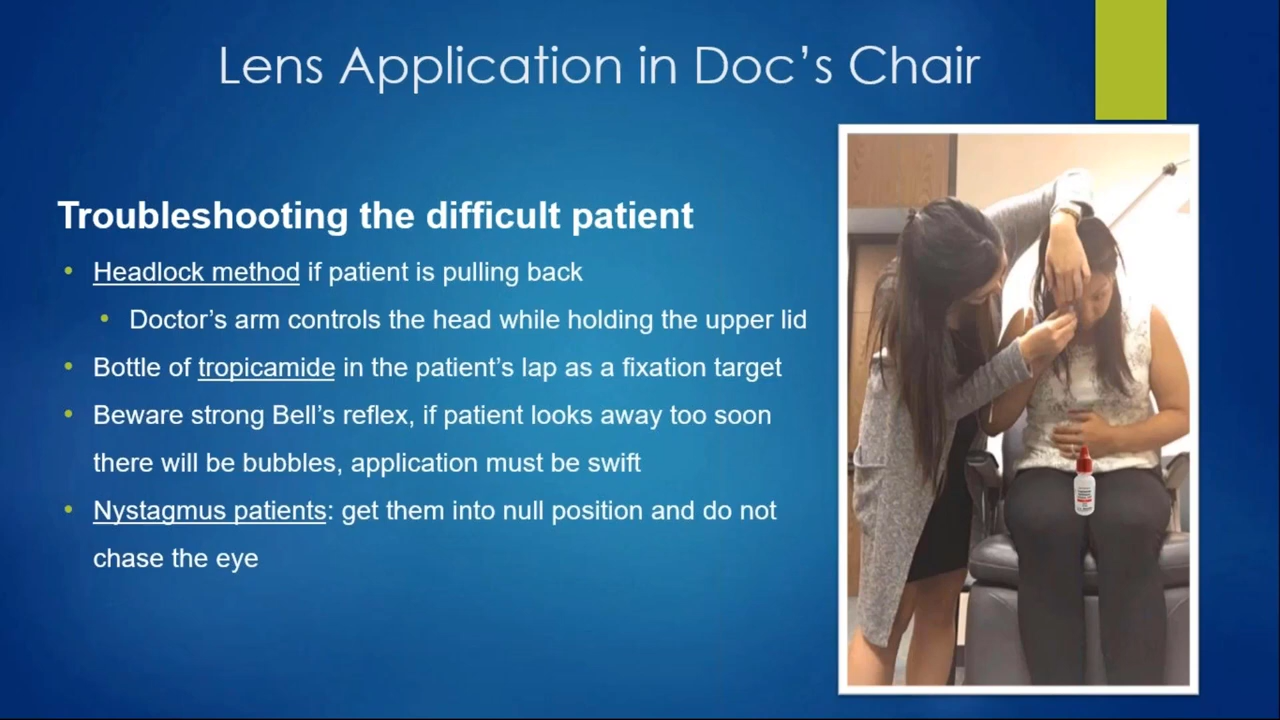 Lens Application in Doc’s Chair
Troubleshooting the difficult patient
Headlock method if patient is pulling back
Doctor’s arm controls the head while holding the upper lid
Bottle of tropicamide in the patient’s lap as a fixation target
Beware strong Bell’s reflex, if patient looks away too soon
there will be bubbles, application must be swift
Nystagmus patients: get them into null position and do not
chase the eye